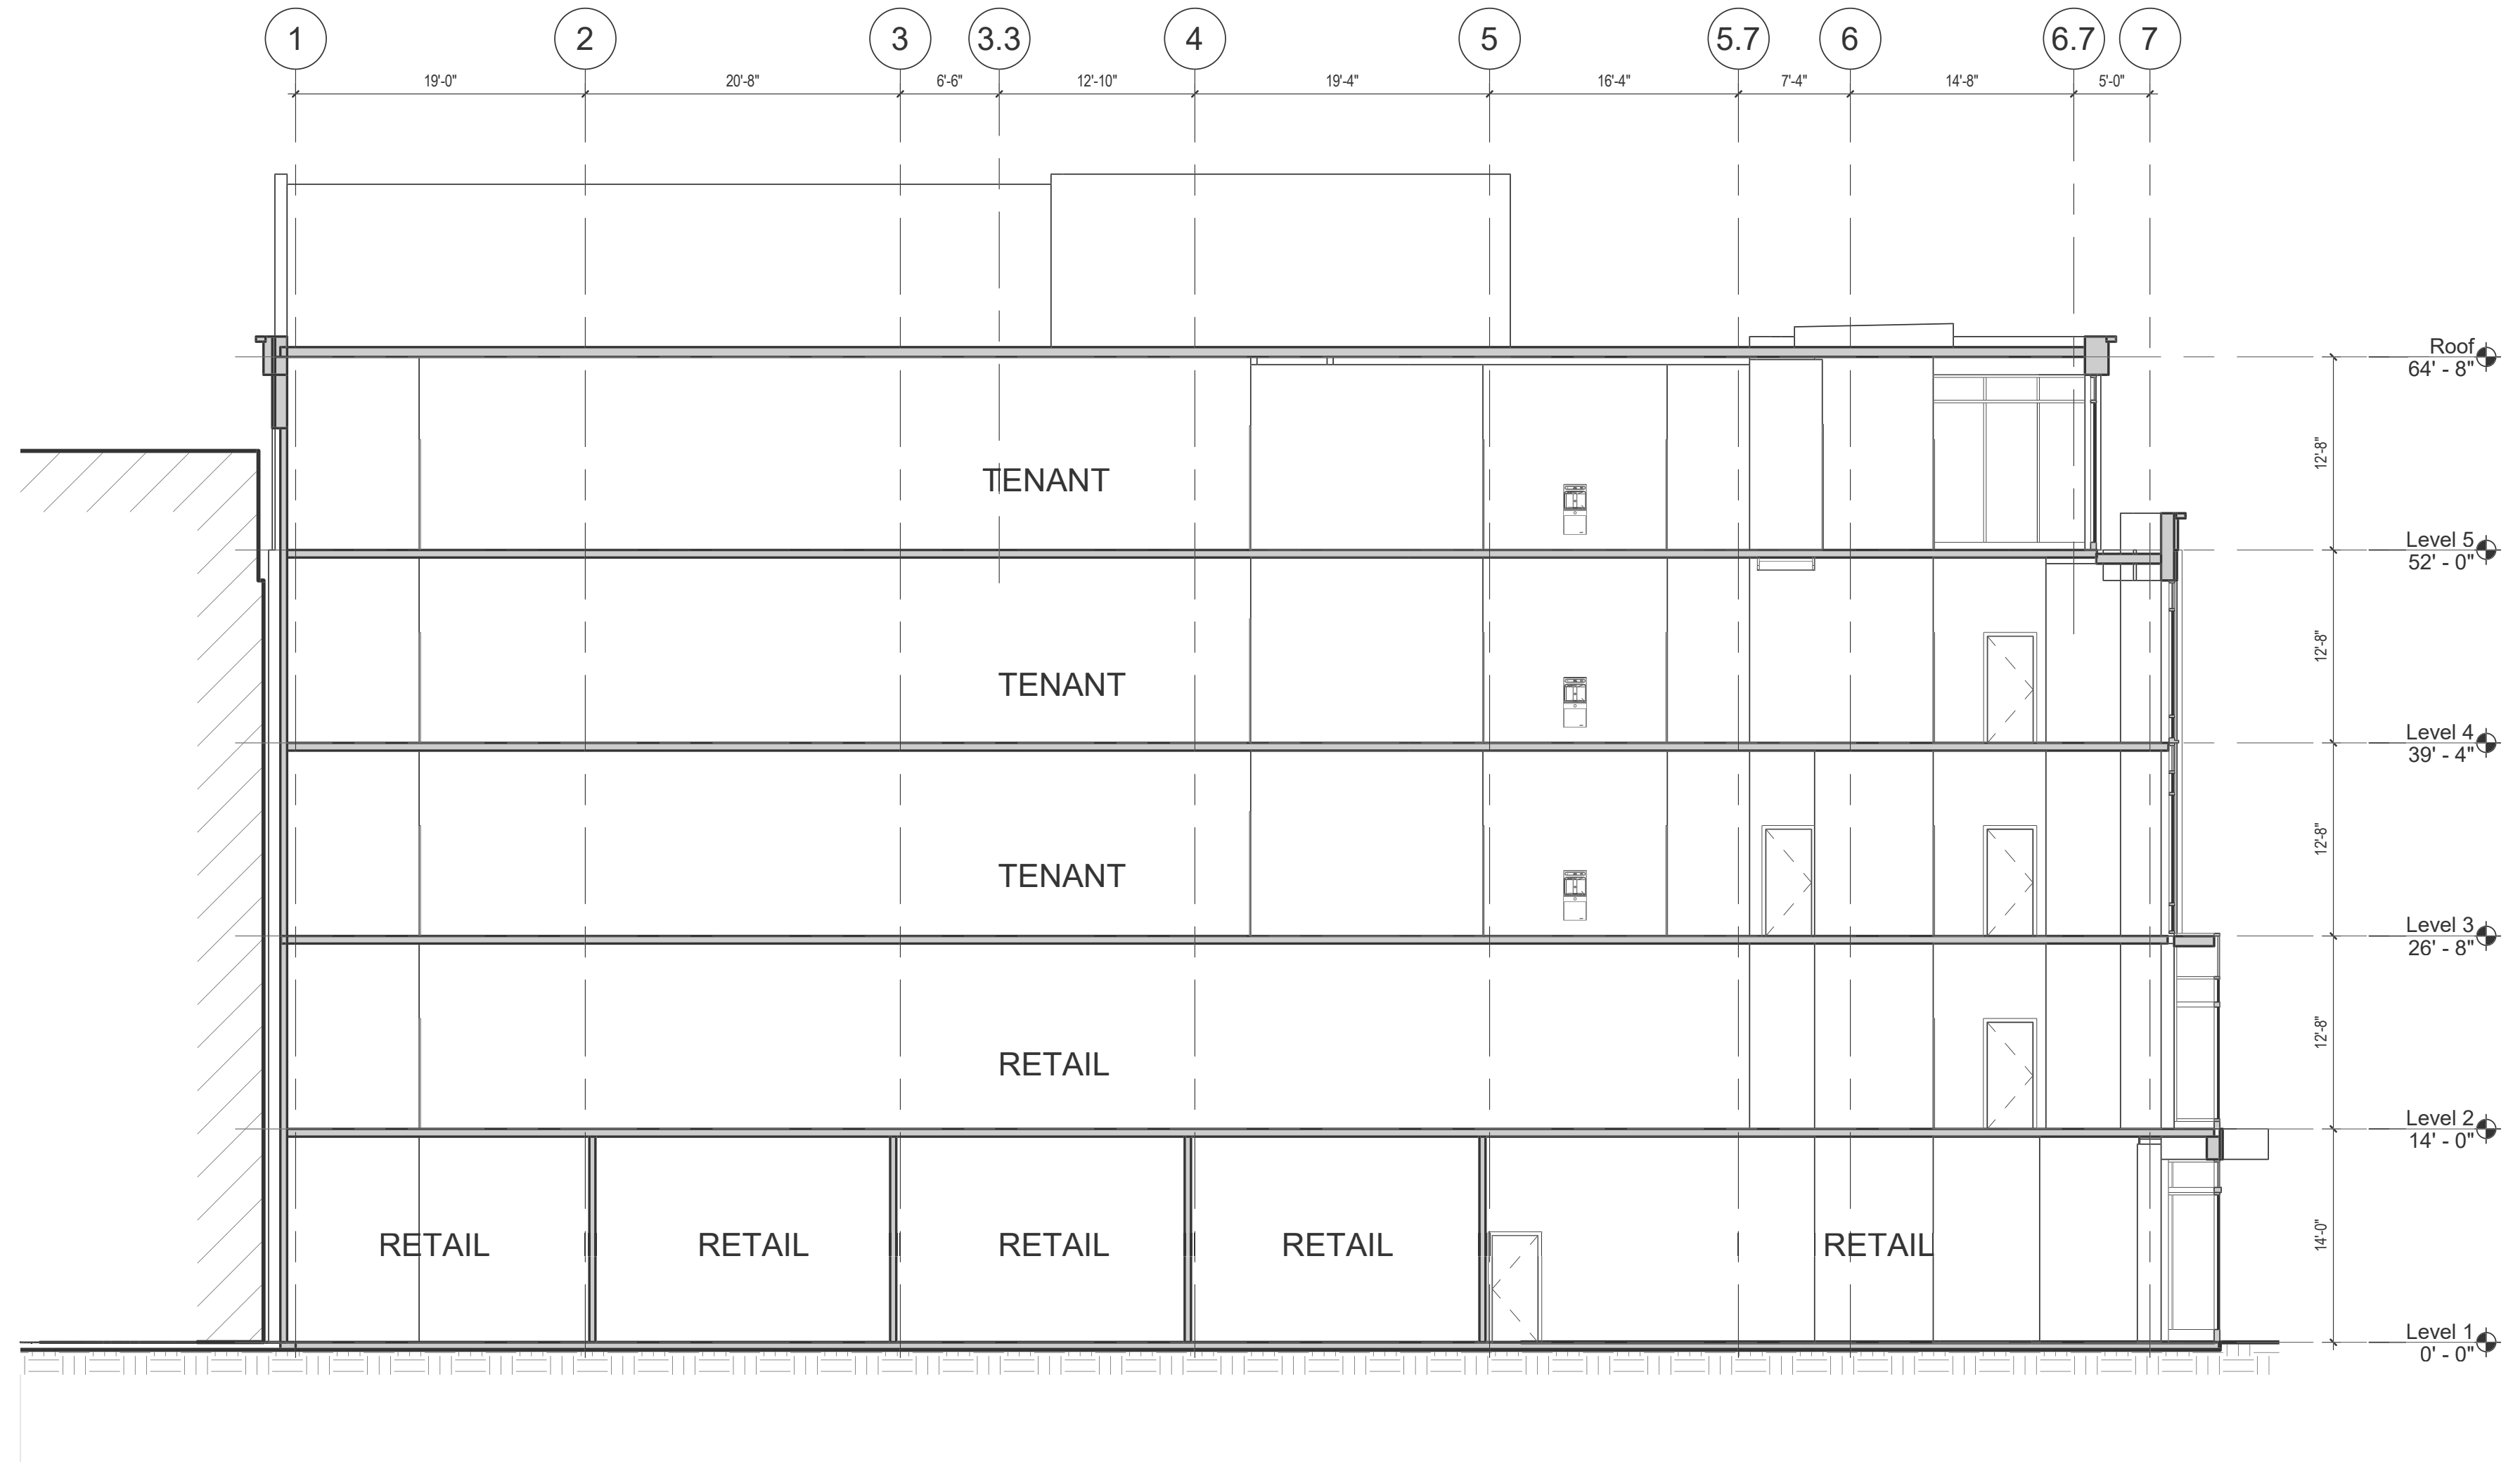 1 2 3 3.3 4 5 5.7 6 6.7 7
19'-0" 20'-8" 6'-6" 12'-10" 19'-4" 16'-4" 7'-4" 14'-8" 5'-0"
Roof
64' - 8"
12'-8"
TENANT
Level 5
52' - 0"
12'-8"
TENANT
Level 4
39' - 4"
12'-8"
TENANT
Level 3
26' - 8"
12'-8"
RETAIL
Level 2
14' - 0"
14'-0"
RETAIL RETAIL RETAIL RETAIL RETAIL
Level 1
0' - 0"